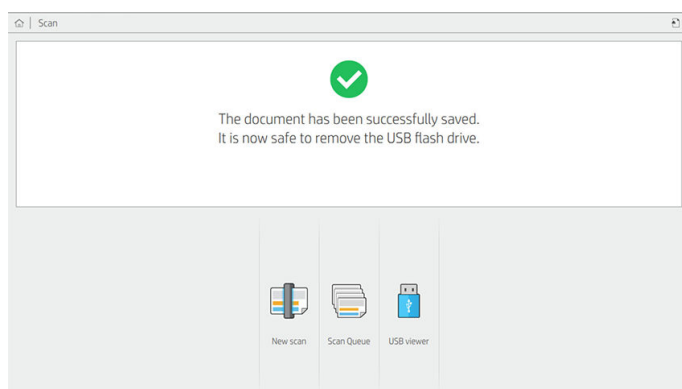 Scan
The document has been successfully saved.
It is now safe to remove the USB flash drive.
New scan
Scan Queue
USB viewer